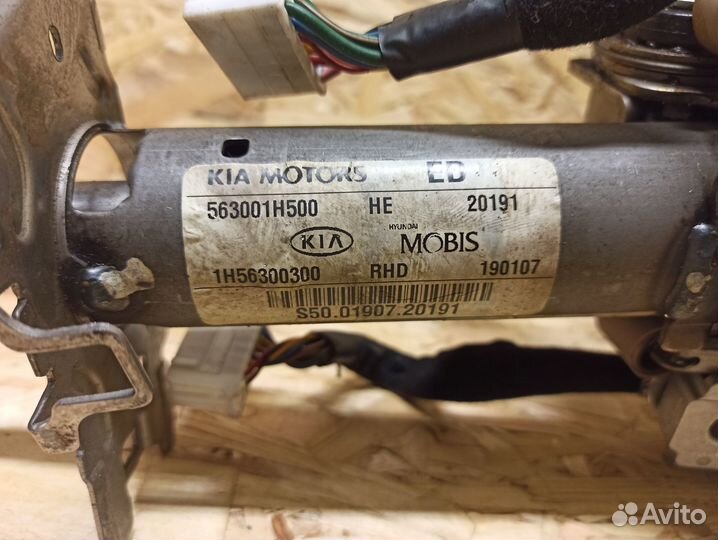 KIA MOTORS ED
563001H500 HE 20191
KIA HYUNDAI MOBIS
1H56300300 RHD 190107
S50.01907.20191
Avito